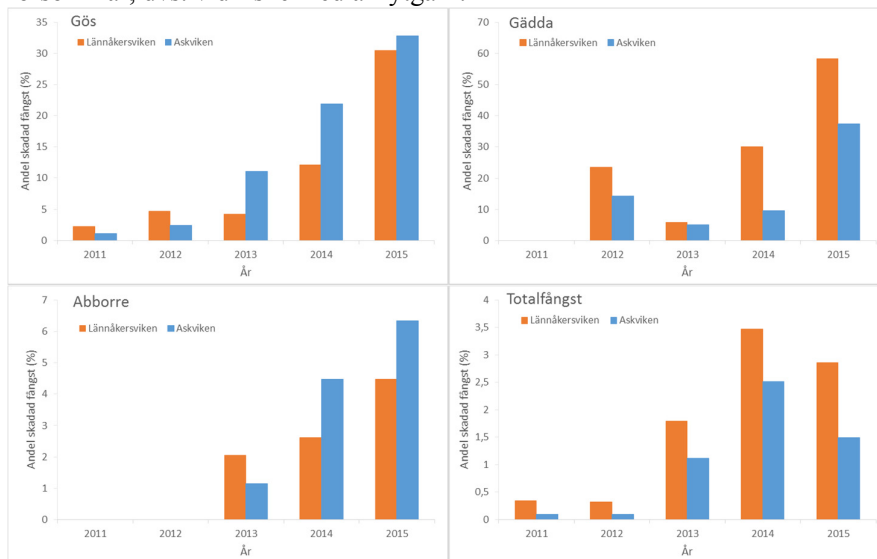 Gös
Lännåkersviken Askviken
Andel skadad fångst (%)
35
30
25
20
15
10
5
0
2011 2012 2013 2014 2015
År
Gädda
Lännåkersviken Askviken
Andel skadad fångst (%)
70
60
50
40
30
20
10
0
2011 2012 2013 2014 2015
År
Abborre
Lännåkersviken Askviken
Andel skadad fångst (%)
7
6
5
4
3
2
1
2011 2012 2013 2014 2015
År
Totalfångst
Lännåkersviken Askviken
Andel skadad fångst (%)
4
3,5
3
2,5
2
1,5
1
0,5
0
2011 2012 2013 2014 2015
År